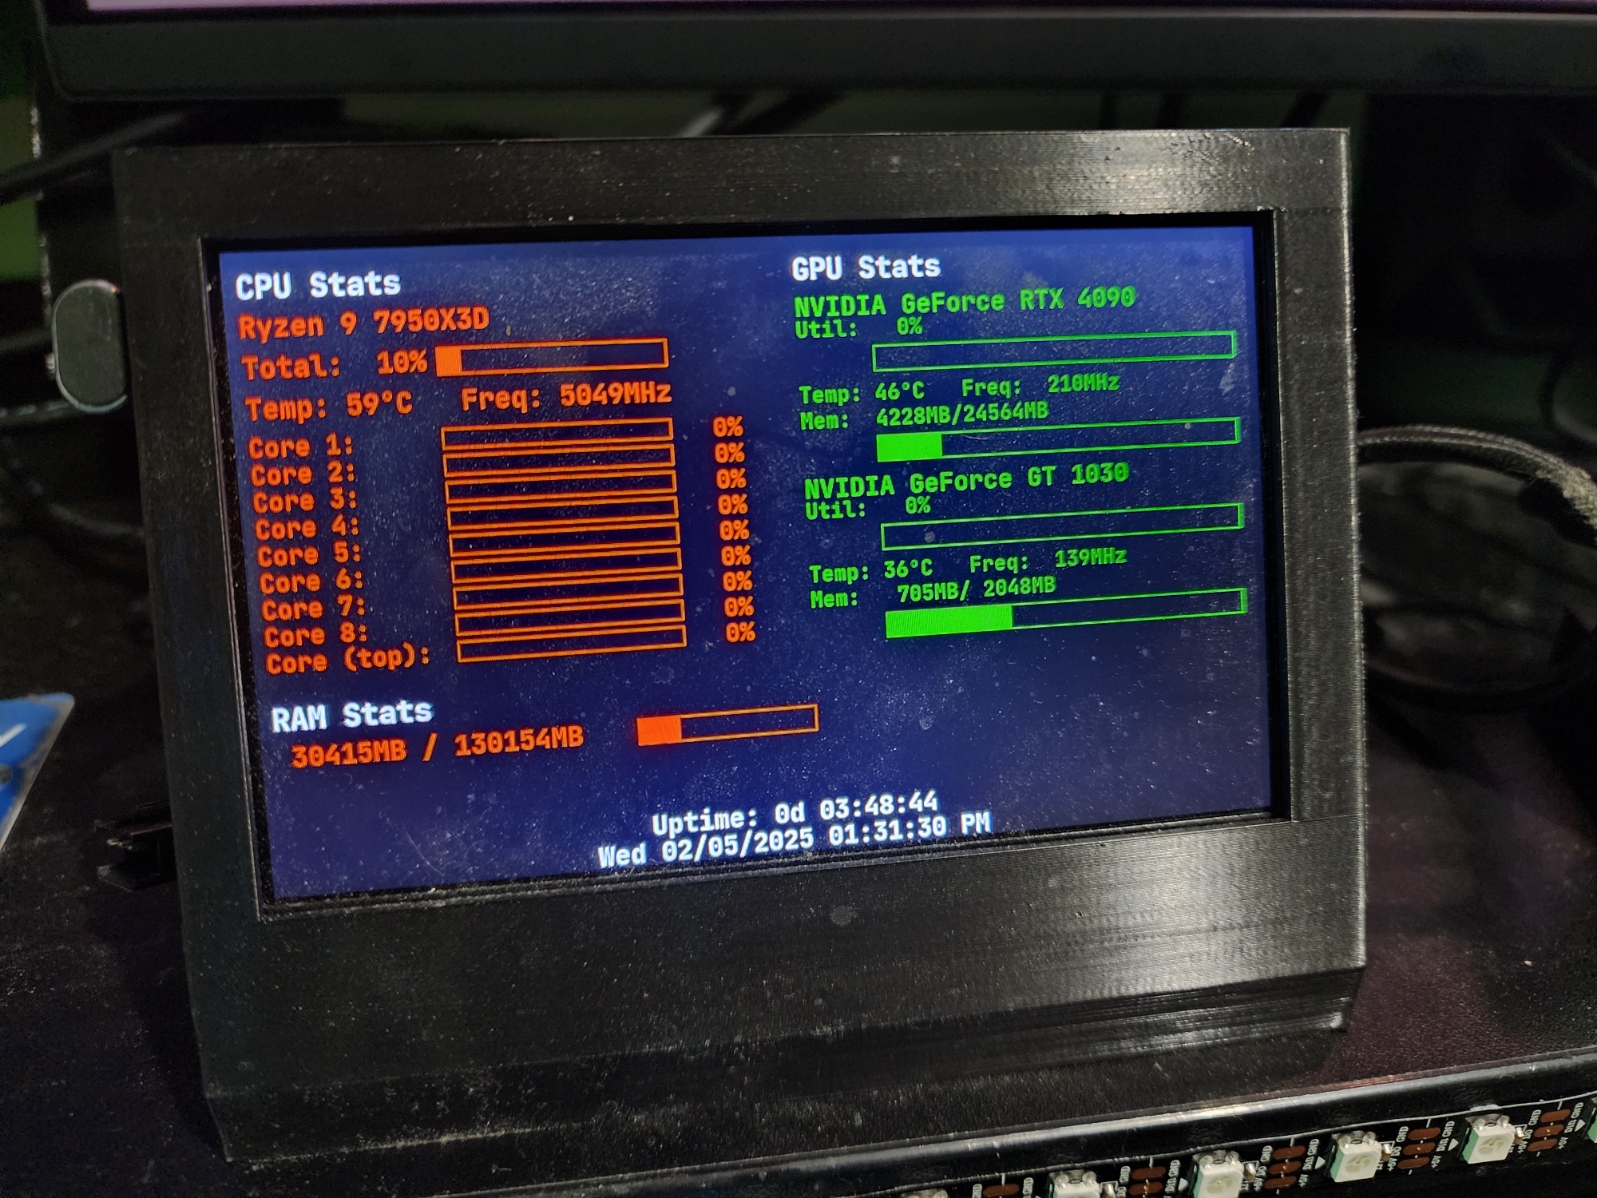 CPU Stats
Ryzen 9 7950X3D
Total: 10%
Temp: 59°C Freq: 5049MHz
Core 1: 0%
Core 2: 0%
Core 3: 0%
Core 4: 0%
Core 5: 0%
Core 6: 0%
Core 7: 0%
Core 8: 0%
Core (top): 0%
RAM Stats
30415MB / 130154MB
GPU Stats
NVIDIA GeForce RTX 4090
Util: 0%
Temp: 46°C Freq: 210MHz
Mem: 4228MB/24564MB
NVIDIA GeForce GT 1030
Util: 0%
Temp: 36°C Freq: 139MHz
Mem: 705MB/ 2048MB
Uptime: 0d 03:48:44
Wed 02/05/2025 01:31:30 PM